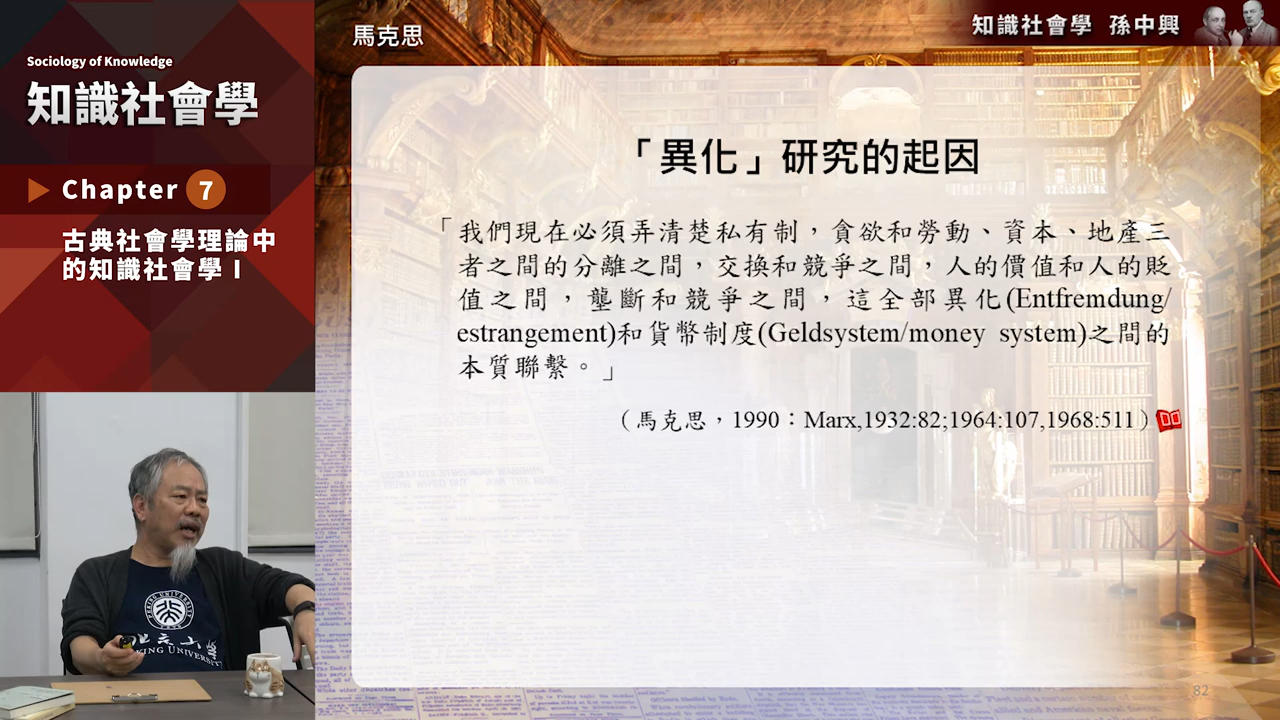 Sociology of Knowledge
知識社會學
Chapter 7
古典社會學理論中
的知識社會學 I
馬克思
知識社會學 孫中興
「異化」研究的起因
「我們現在必須弄清楚私有制，貪欲和勞動、資本、地產三
者之間的分離之間，交換和競爭之間，人的價值和人的貶
值之間，壟斷和競爭之間，這全部異化(Entfremdung/
estrangement)和貨幣制度(Geldsystem/money system)之間的
本質聯繫。」
（馬克思，1990：Marx,1932:82;1964:107,1968:511）
82